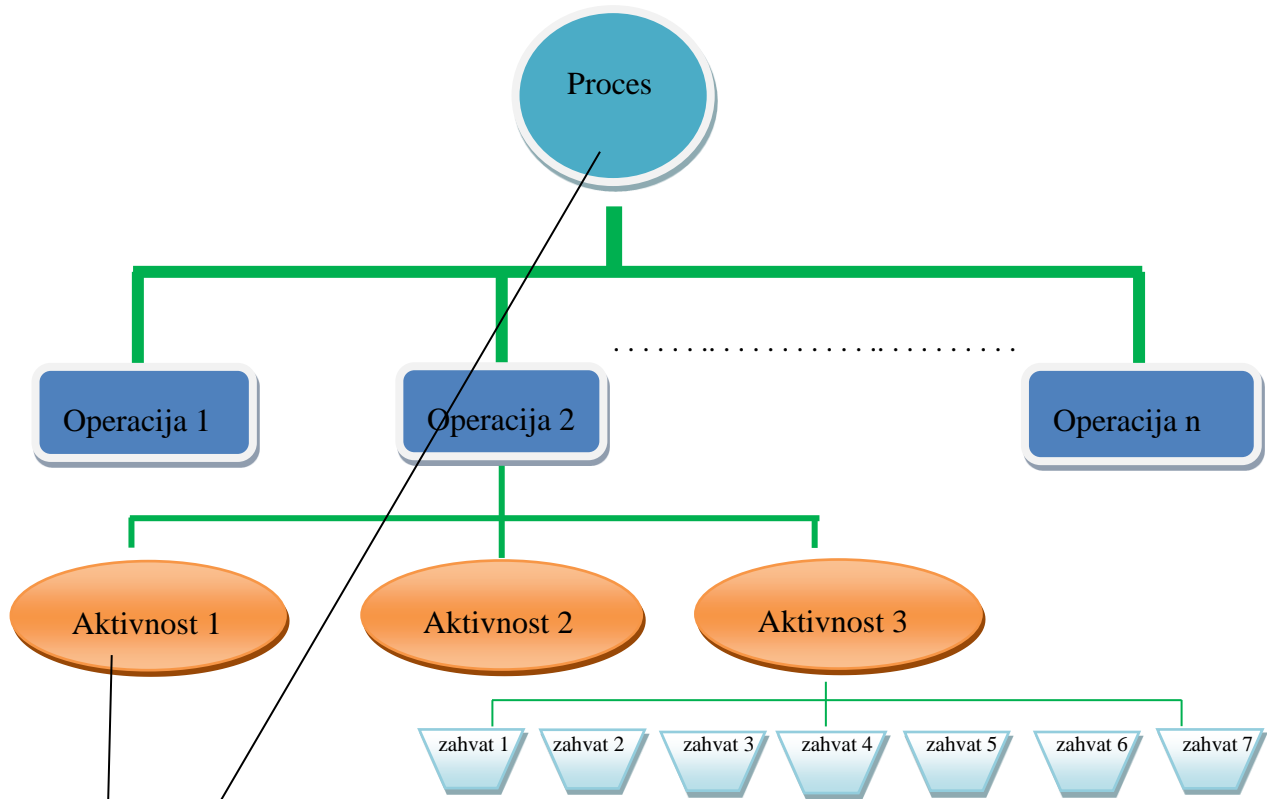 Proces
. . . . . . .. . . . . . . . . . . .. . . . . . . . . .
Operacija 1
Operacija 2
Operacija n
Aktivnost 1
Aktivnost 2
Aktivnost 3
zahvat 1
zahvat 2
zahvat 3
zahvat 4
zahvat 5
zahvat 6
zahvat 7